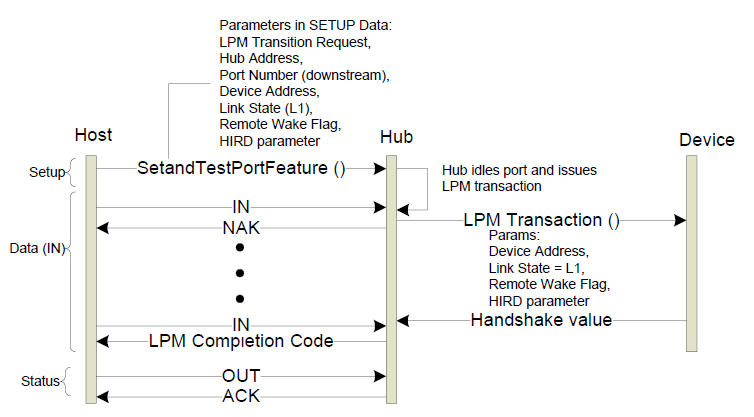 Parameters in SETUP Data:
LPM Transition Request,
Hub Address,
Port Number (downstream),
Device Address,
Link State (L1),
Remote Wake Flag,
HIRD parameter
Host
Hub
Device
Setup
SetandTestPortFeature ()
Hub idles port and issues
LPM transaction
IN
NAK
LPM Transaction ()
Params:
Device Address,
Link State = L1,
Remote Wake Flag,
HIRD parameter
Data (IN)
Handshake value
IN
LPM Completion Code
Status
OUT
ACK